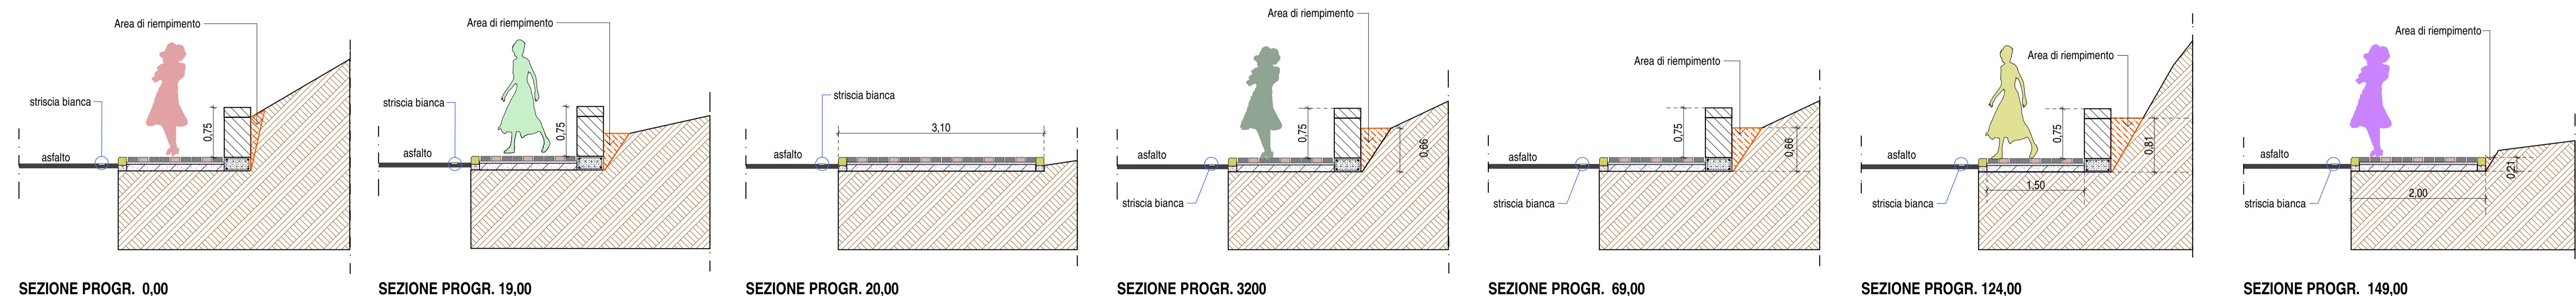 Area di riempimento
striscia bianca
asfalto
0,75
SEZIONE PROGR. 0,00
Area di riempimento
striscia bianca
asfalto
0,75
SEZIONE PROGR. 19,00
striscia bianca
asfalto
3,10
SEZIONE PROGR. 20,00
Area di riempimento
asfalto
0,75
0,66
striscia bianca
SEZIONE PROGR. 3200
Area di riempimento
asfalto
0,75
0,66
striscia bianca
SEZIONE PROGR. 69,00
Area di riempimento
asfalto
0,75
0,81
1,50
striscia bianca
SEZIONE PROGR. 124,00
Area di riempimento
asfalto
0,21
2,00
striscia bianca
SEZIONE PROGR. 149,00